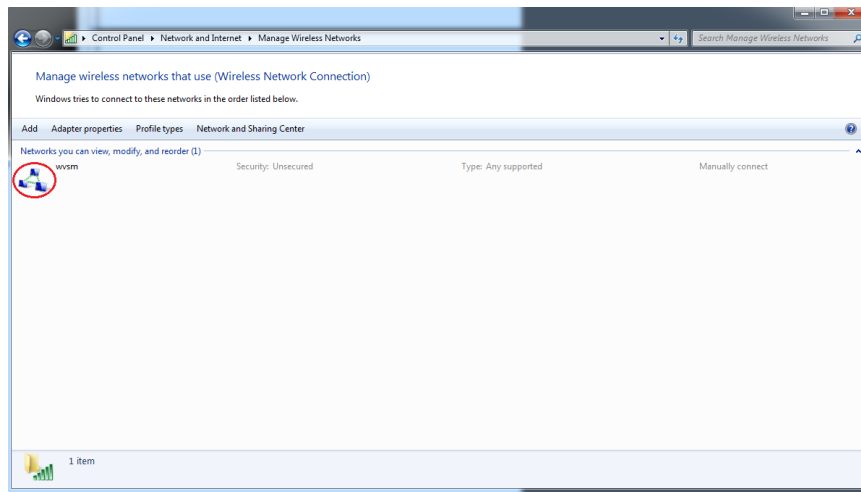 Control Panel ▸ Network and Internet ▸ Manage Wireless Networks
Search Manage Wireless Networks
Manage wireless networks that use (Wireless Network Connection)
Windows tries to connect to these networks in the order listed below.
Add Adapter properties Profile types Network and Sharing Center
Networks you can view, modify, and reorder (1)
wvsm Security: Unsecured Type: Any supported Manually connect
1 item